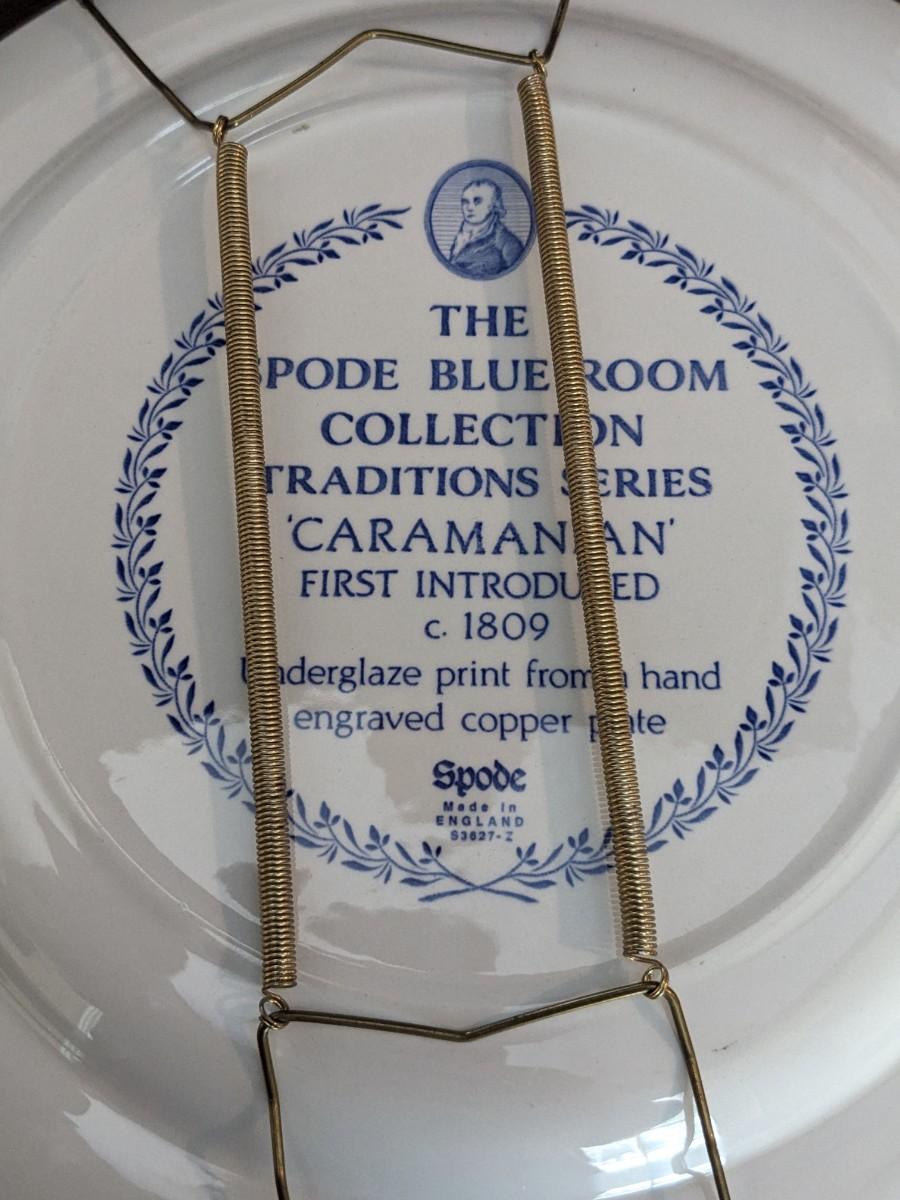 THE
SPODE BLUE ROOM
COLLECTION
TRADITIONS SERIES
'CARAMANIAN'
FIRST INTRODUCED
c. 1809
Underglaze print from a hand
engraved copper plate
Spode
Made in
ENGLAND
S3627-Z